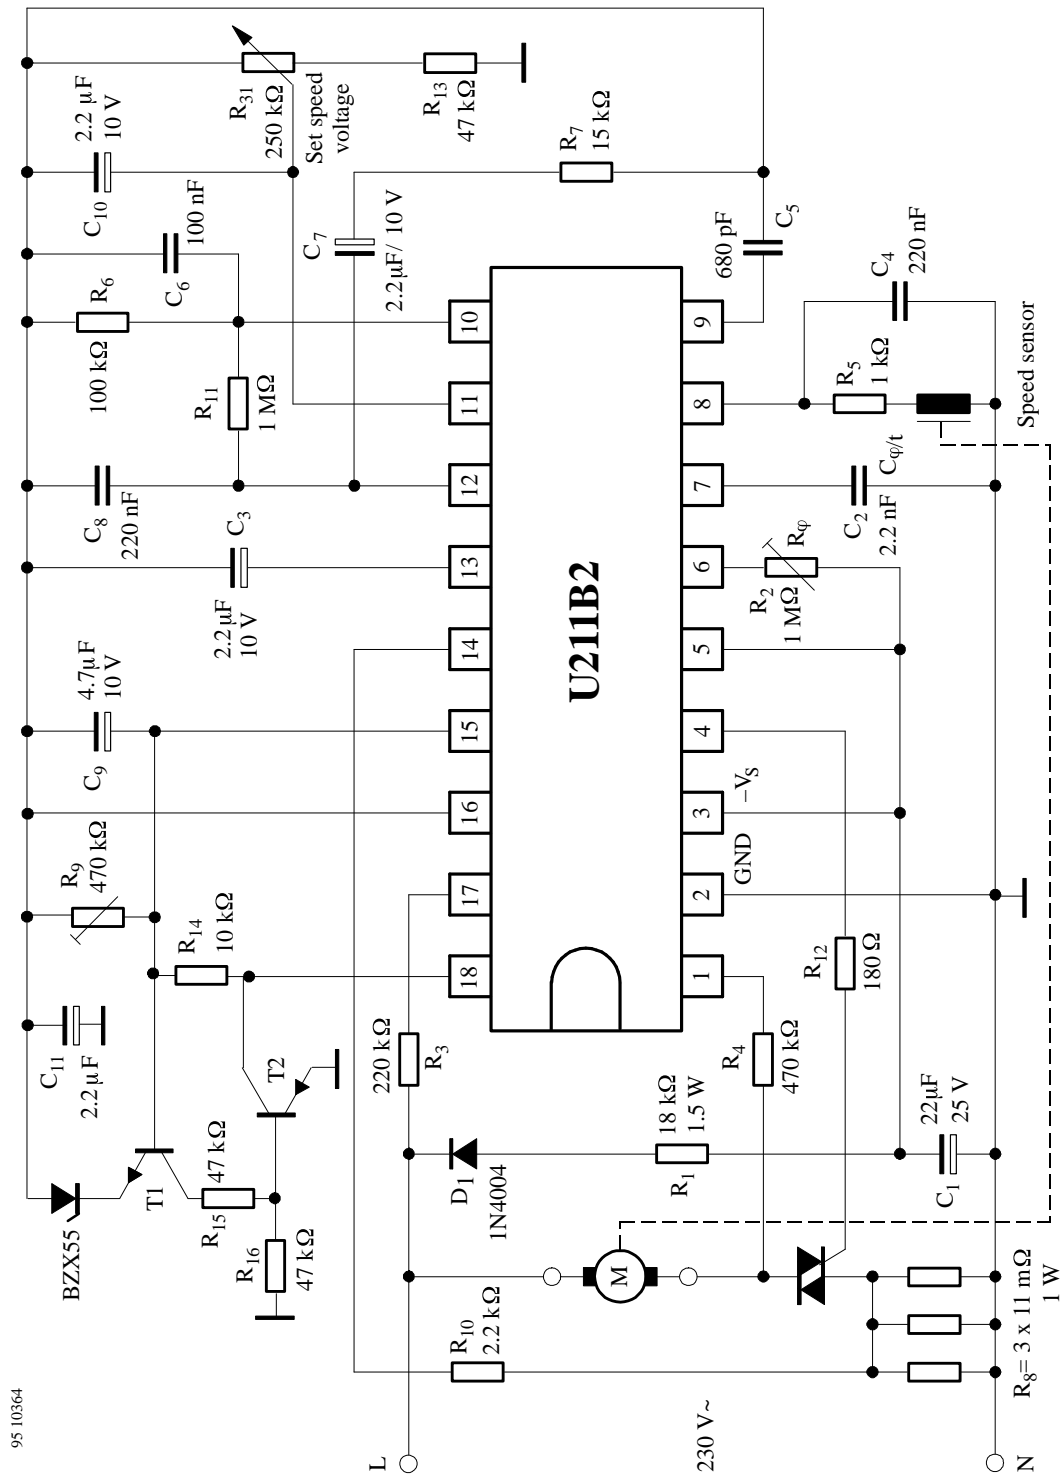 95 10364
BZX55
T1
R15
47 kΩ
R16
47 kΩ
T2
C11
2.2 µF
R9
470 kΩ
R14
10 kΩ
C9
4.7µF
10 V
C3
2.2µF
10 V
C8
220 nF
R11
1 MΩ
R6
100 kΩ
C6
100 nF
C10
2.2 µF
10 V
R31
250 kΩ
Set speed
voltage
R13
47 kΩ
C7
2.2µF/ 10 V
R7
15 kΩ
18
17
16
15
14
13
12
11
10
U211B2
1
2
3
4
5
6
7
8
9
GND
−VS
680 pF
C5
C4
220 nF
R5
1 kΩ
Speed sensor
Cφ/t
C2
2.2 nF
Rφ
R2
1 MΩ
R12
180 Ω
R4
470 kΩ
R3
220 kΩ
D1
1N4004
R1
18 kΩ
1.5 W
C1
22µF
25 V
M
R10
2.2 kΩ
R8= 3 x 11 mΩ
1 W
L
230 V~
N